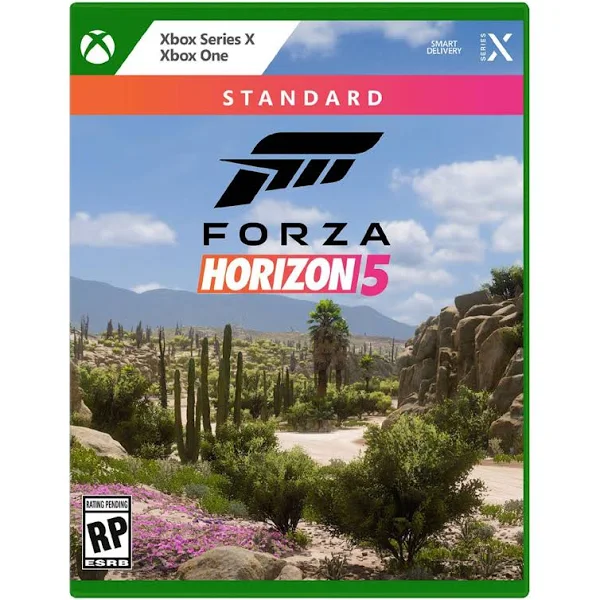 Xbox Series X
Xbox One
SMART
DELIVERY
SERIES X
STANDARD
FORZA
HORIZON 5
RATING PENDING
RP
ESRB